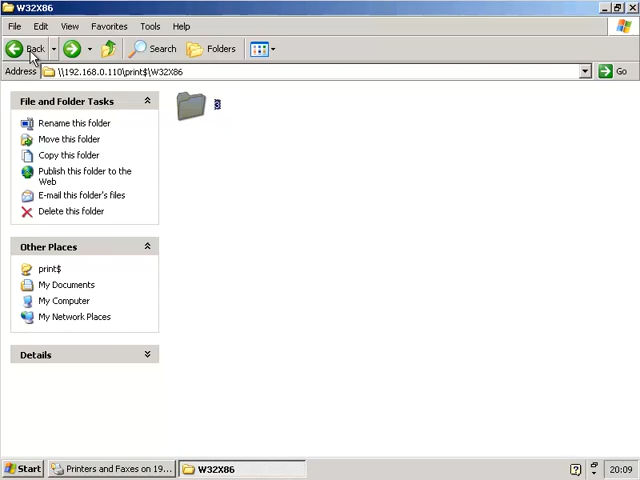 W32X86
File Edit View Favorites Tools Help
Back Search Folders
Address \\192.168.0.110\print$\W32X86 Go
File and Folder Tasks
Rename this folder
Move this folder
Copy this folder
Publish this folder to the
Web
E-mail this folder's files
Delete this folder
3
Other Places
print$
My Documents
My Computer
My Network Places
Details
Start Printers and Faxes on 19... W32X86 20:09